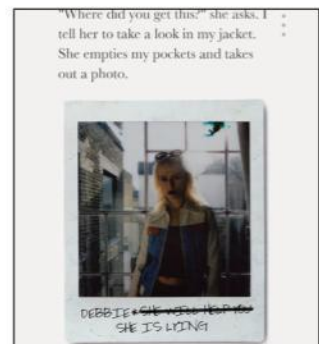 "Where did you get this?" she asks. I
tell her to take a look in my jacket.
She empties my pockets and takes
out a photo.
DEBBIE * SHE WILL HELP YOU
SHE IS LYING